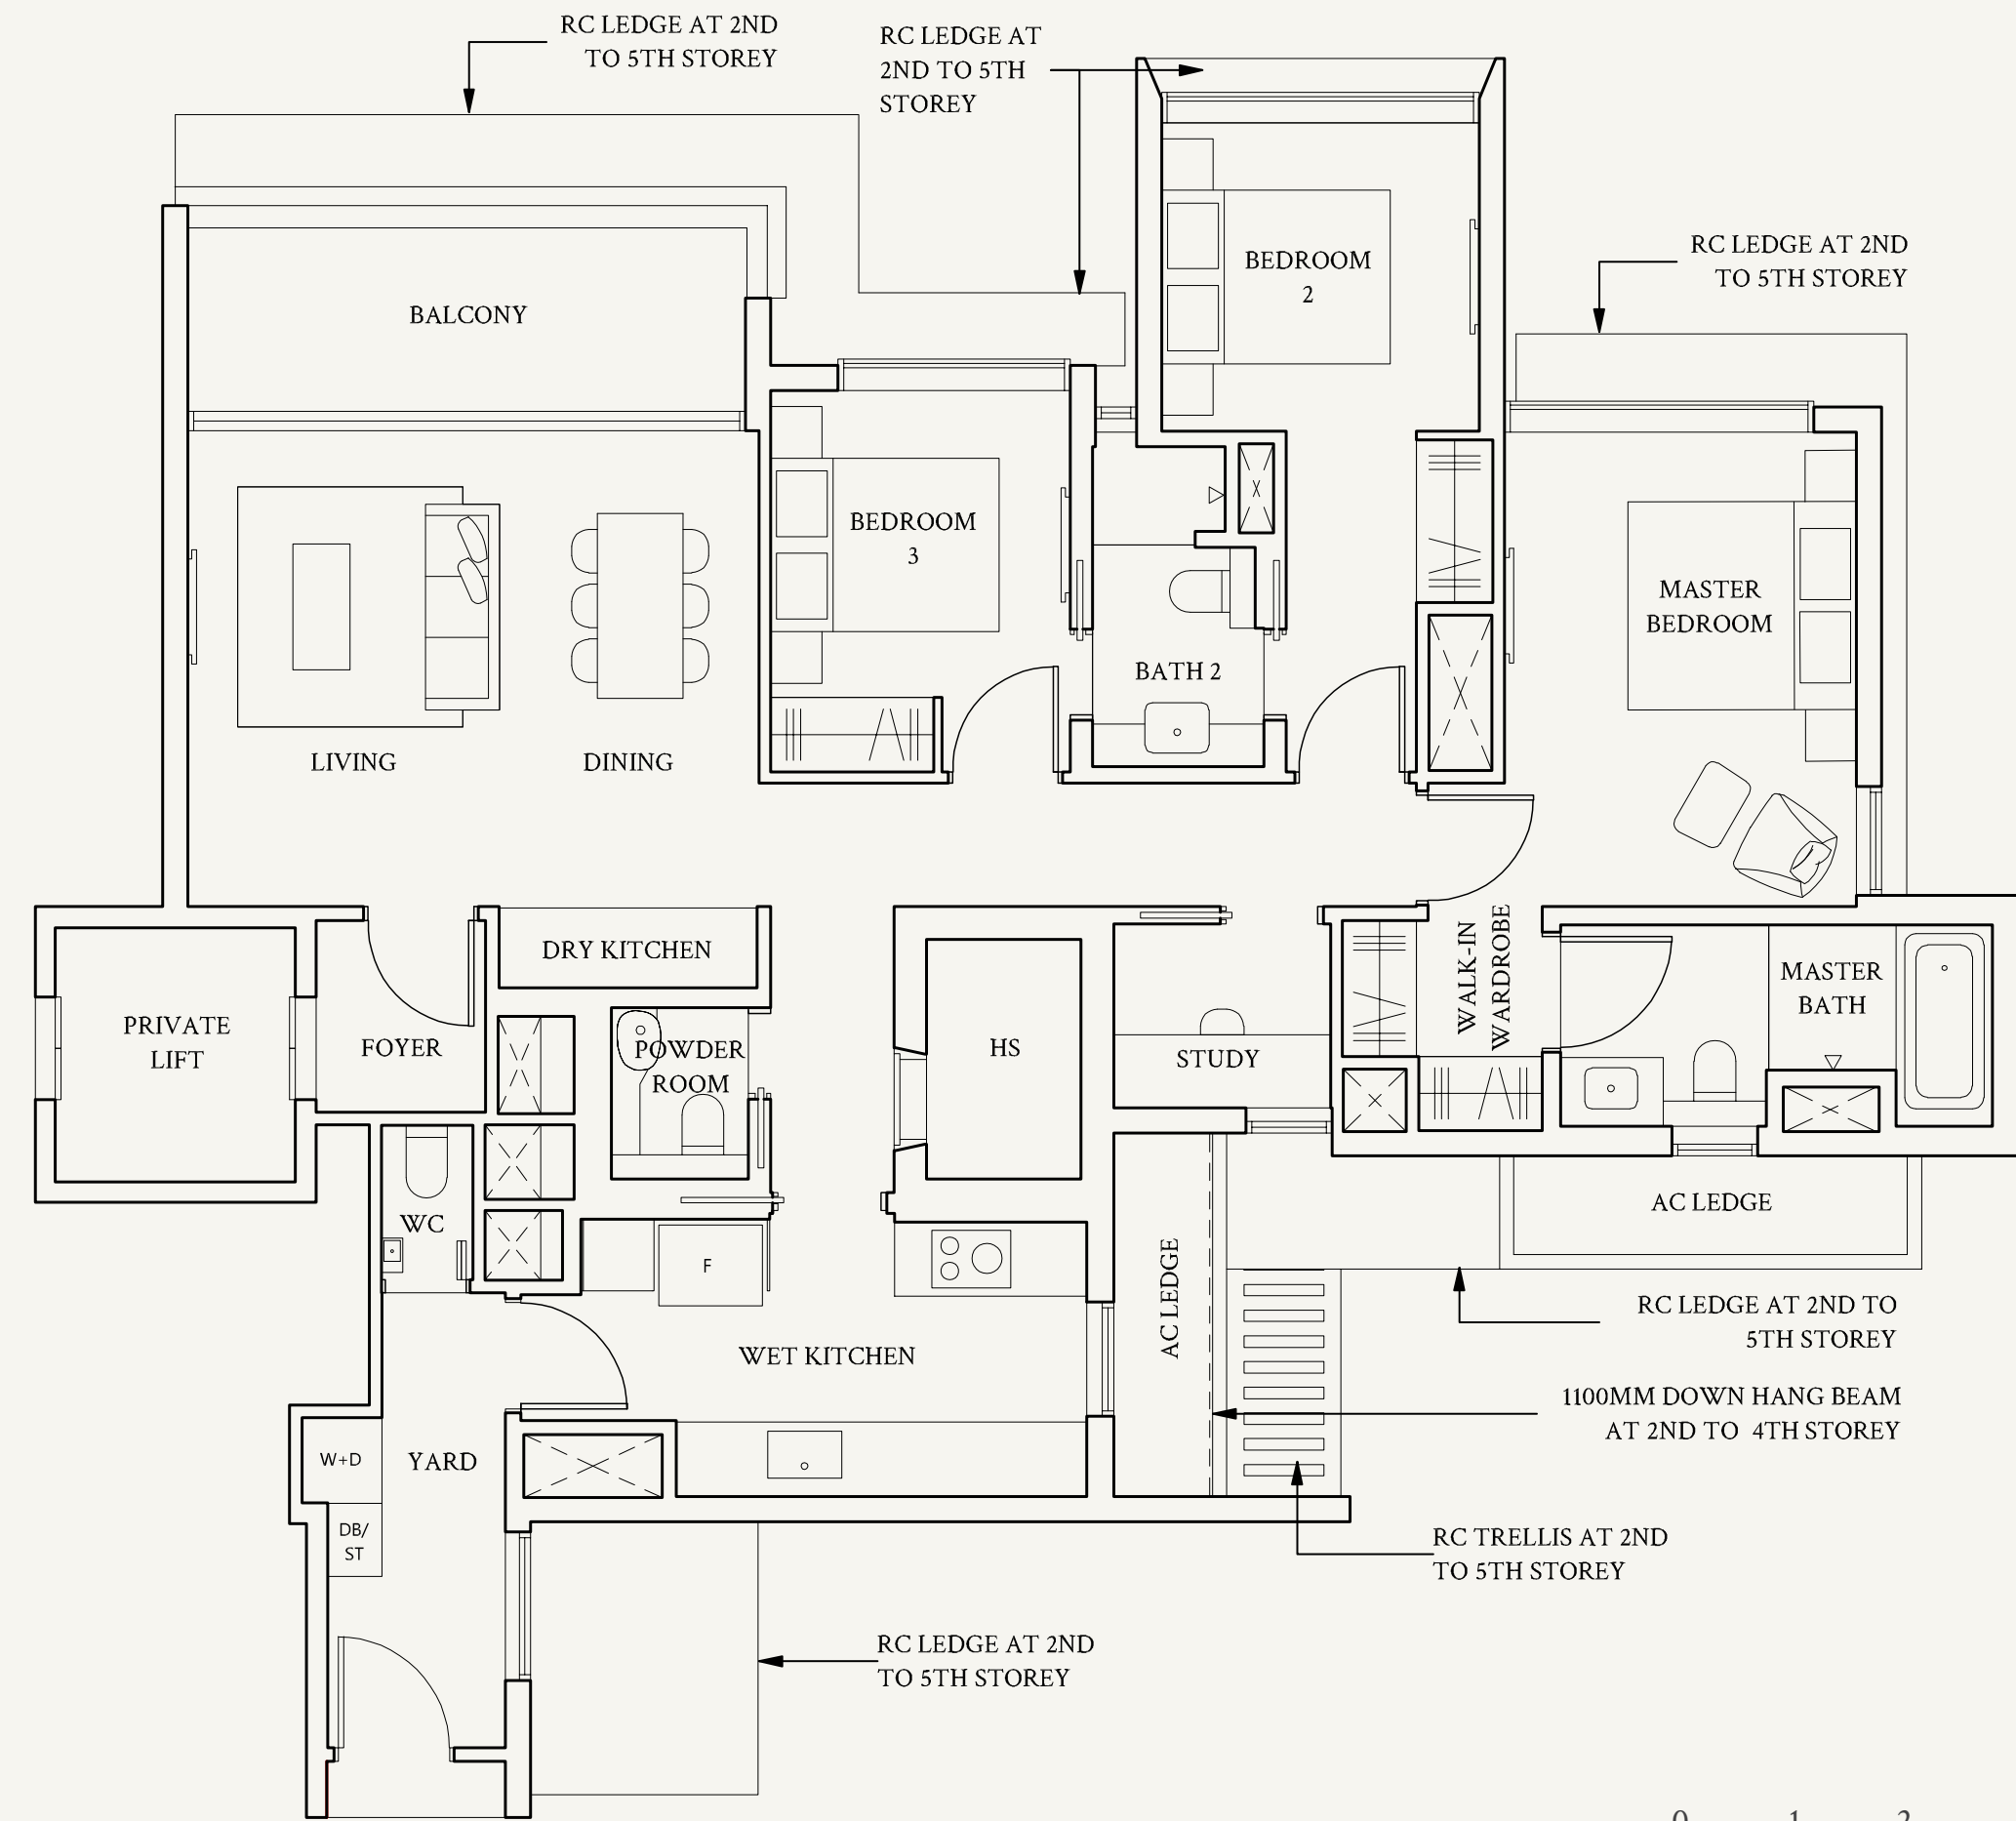 RC LEDGE AT 2ND
TO 5TH STOREY
RC LEDGE AT
2ND TO 5TH
STOREY
BEDROOM
2
RC LEDGE AT 2ND
TO 5TH STOREY
BALCONY
BEDROOM
3
MASTER
BEDROOM
BATH 2
LIVING
DINING
DRY KITCHEN
WALK-IN
WARDROBE
MASTER
BATH
PRIVATE
LIFT
FOYER
POWDER
ROOM
HS
STUDY
WC
AC LEDGE
F
AC LEDGE
RC LEDGE AT 2ND TO
5TH STOREY
WET KITCHEN
1100MM DOWN HANG BEAM
AT 2ND TO 4TH STOREY
W+D
YARD
DB/
ST
RC TRELLIS AT 2ND
TO 5TH STOREY
RC LEDGE AT 2ND
TO 5TH STOREY
0 1 2